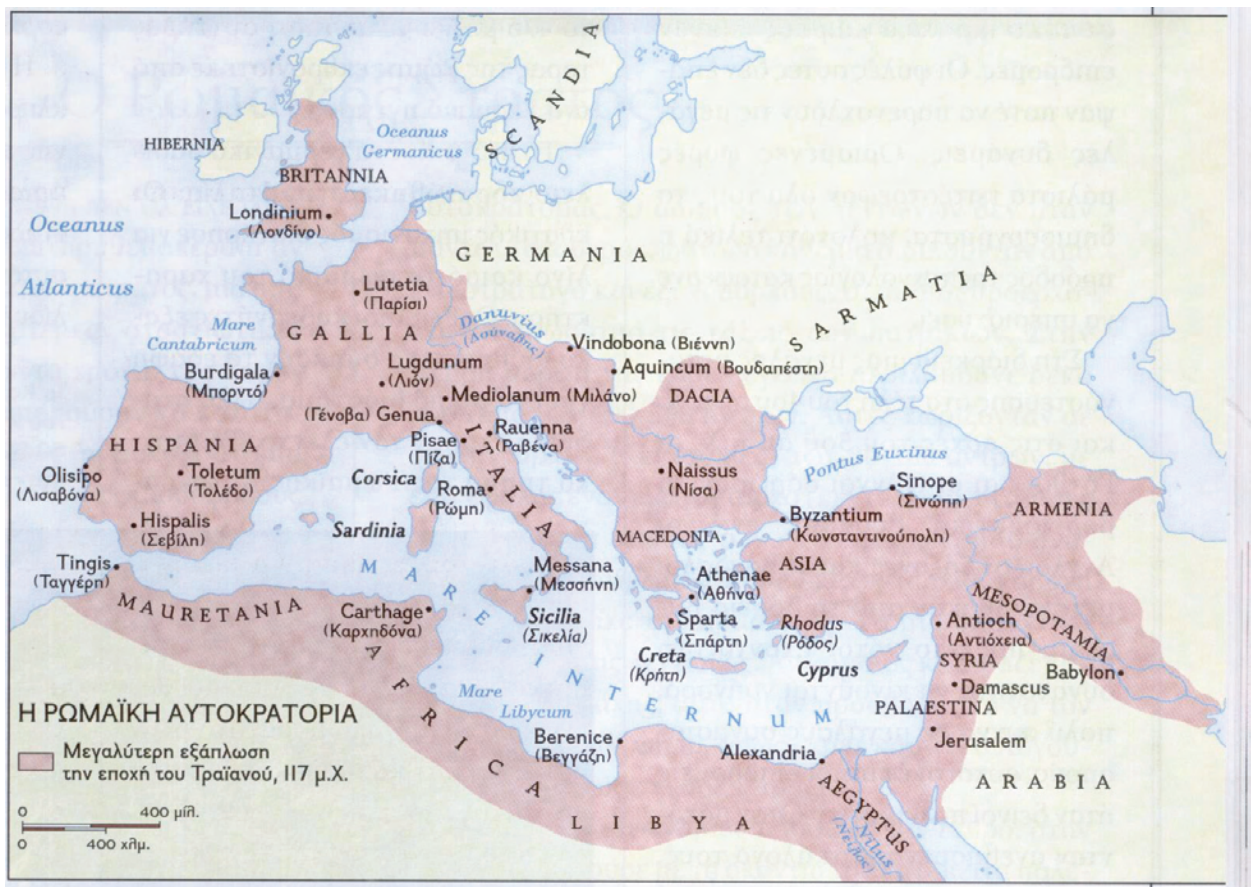 SCANDIA
HIBERNIA
Oceanus
Germanicus
BRITANNIA
Londinium
(Λονδίνο)
Oceanus
Atlanticus
GERMANIA
SARMATIA
Lutetia
(Παρίσι)
Mare
Cantabricum
GALLIA
Danuvius
(Δούναβης)
Vindobona (Βιέννη)
Lugdunum
(Λιόν)
Aquincum (Βουδαπέστη)
Burdigala
(Μπορντό)
Mediolanum (Μιλάνο)
DACIA
(Γένοβα) Genua
Rauenna
(Ραβένα)
Pisae
(Πίζα)
ITALIA
HISPANIA
Olisipo
(Λισαβόνα)
Toletum
(Τολέδο)
Corsica
Roma
(Ρώμη)
Naissus
(Νίσα)
Pontus Euxinus
Sinope
(Σινώπη)
ARMENIA
Hispalis
(Σεβίλη)
Sardinia
Byzantium
(Κωνσταντινούπολη)
MACEDONIA
Tingis
(Ταγγέρη)
Messana
(Μεσσήνη)
Athenae
(Αθήνα)
ASIA
MAURETANIA
MARE INTERNUM
Carthage
(Καρχηδόνα)
Sicilia
(Σικελία)
Sparta
(Σπάρτη)
Rhodus
(Ρόδος)
MESOPOTAMIA
Antioch
(Αντιόχεια)
Creta
(Κρήτη)
Cyprus
SYRIA
Babylon
Damascus
AFRICA
Mare
Libycum
PALAESTINA
Berenice
(Βεγγάζη)
Alexandria
Jerusalem
ARABIA
AEGYPTUS
LIBYA
Nilus
(Νείλος)
Η ΡΩΜΑΪΚΗ ΑΥΤΟΚΡΑΤΟΡΙΑ
Μεγαλύτερη εξάπλωση
την εποχή του Τραϊανού, 117 μ.Χ.
0 400 μίλ.
0 400 χλμ.